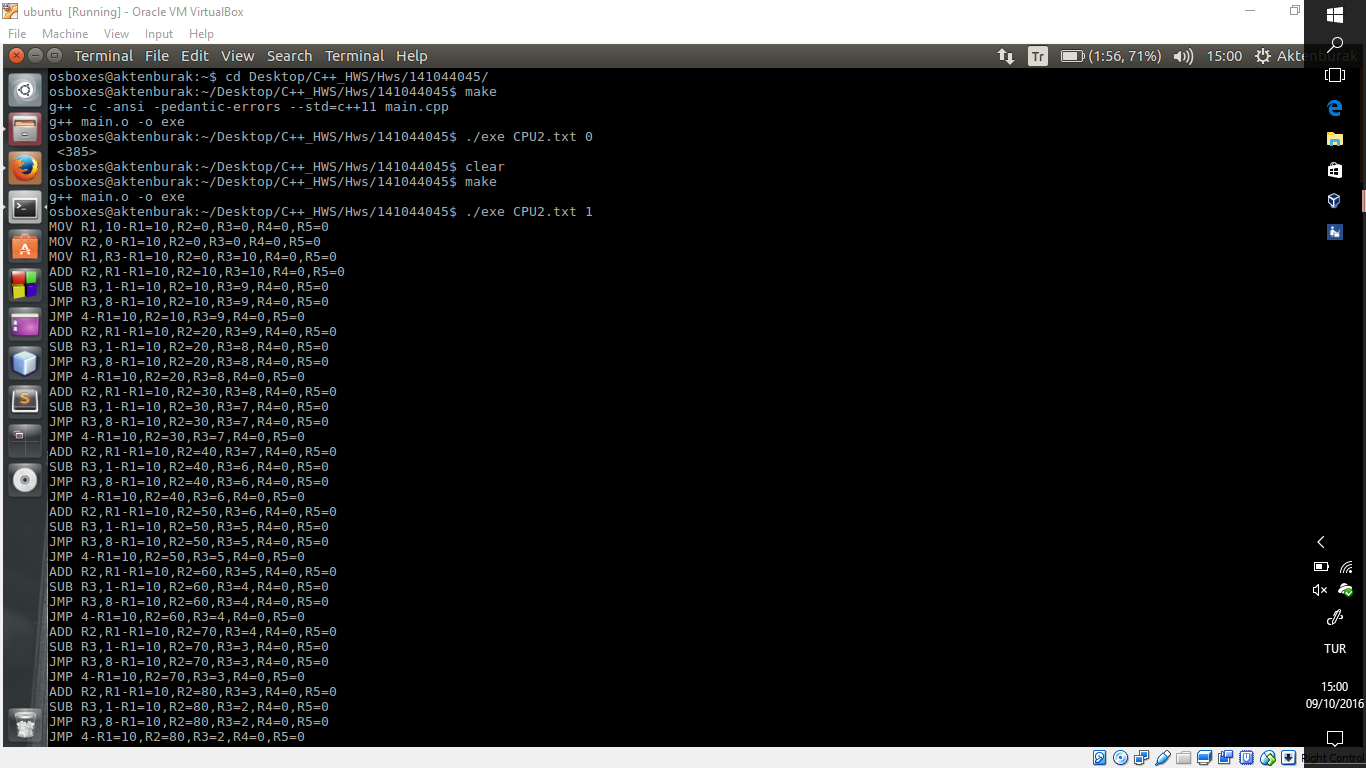 ubuntu [Running] - Oracle VM VirtualBox
File Machine View Input Help
Terminal File Edit View Search Terminal Help
Tr (1:56, 71%) 15:00 Aktenburak
osboxes@aktenburak:~$ cd Desktop/C++_HWS/Hws/141044045/
osboxes@aktenburak:~/Desktop/C++_HWS/Hws/141044045$ make
g++ -c -ansi -pedantic-errors --std=c++11 main.cpp
g++ main.o -o exe
osboxes@aktenburak:~/Desktop/C++_HWS/Hws/141044045$ ./exe CPU2.txt 0
<385>
osboxes@aktenburak:~/Desktop/C++_HWS/Hws/141044045$ clear
osboxes@aktenburak:~/Desktop/C++_HWS/Hws/141044045$ make
g++ main.o -o exe
osboxes@aktenburak:~/Desktop/C++_HWS/Hws/141044045$ ./exe CPU2.txt 1
MOV R1,10-R1=10,R2=0,R3=0,R4=0,R5=0
MOV R2,0-R1=10,R2=0,R3=0,R4=0,R5=0
MOV R1,R3-R1=10,R2=0,R3=10,R4=0,R5=0
ADD R2,R1-R1=10,R2=10,R3=10,R4=0,R5=0
SUB R3,1-R1=10,R2=10,R3=9,R4=0,R5=0
JMP R3,8-R1=10,R2=10,R3=9,R4=0,R5=0
JMP 4-R1=10,R2=10,R3=9,R4=0,R5=0
ADD R2,R1-R1=10,R2=20,R3=9,R4=0,R5=0
SUB R3,1-R1=10,R2=20,R3=8,R4=0,R5=0
JMP R3,8-R1=10,R2=20,R3=8,R4=0,R5=0
JMP 4-R1=10,R2=20,R3=8,R4=0,R5=0
ADD R2,R1-R1=10,R2=30,R3=8,R4=0,R5=0
SUB R3,1-R1=10,R2=30,R3=7,R4=0,R5=0
JMP R3,8-R1=10,R2=30,R3=7,R4=0,R5=0
JMP 4-R1=10,R2=30,R3=7,R4=0,R5=0
ADD R2,R1-R1=10,R2=40,R3=7,R4=0,R5=0
SUB R3,1-R1=10,R2=40,R3=6,R4=0,R5=0
JMP R3,8-R1=10,R2=40,R3=6,R4=0,R5=0
JMP 4-R1=10,R2=40,R3=6,R4=0,R5=0
ADD R2,R1-R1=10,R2=50,R3=6,R4=0,R5=0
SUB R3,1-R1=10,R2=50,R3=5,R4=0,R5=0
JMP R3,8-R1=10,R2=50,R3=5,R4=0,R5=0
JMP 4-R1=10,R2=50,R3=5,R4=0,R5=0
ADD R2,R1-R1=10,R2=60,R3=5,R4=0,R5=0
SUB R3,1-R1=10,R2=60,R3=4,R4=0,R5=0
JMP R3,8-R1=10,R2=60,R3=4,R4=0,R5=0
JMP 4-R1=10,R2=60,R3=4,R4=0,R5=0
ADD R2,R1-R1=10,R2=70,R3=4,R4=0,R5=0
SUB R3,1-R1=10,R2=70,R3=3,R4=0,R5=0
JMP R3,8-R1=10,R2=70,R3=3,R4=0,R5=0
JMP 4-R1=10,R2=70,R3=3,R4=0,R5=0
ADD R2,R1-R1=10,R2=80,R3=3,R4=0,R5=0
SUB R3,1-R1=10,R2=80,R3=2,R4=0,R5=0
JMP R3,8-R1=10,R2=80,R3=2,R4=0,R5=0
JMP 4-R1=10,R2=80,R3=2,R4=0,R5=0
TUR
15:00
09/10/2016
Right Control